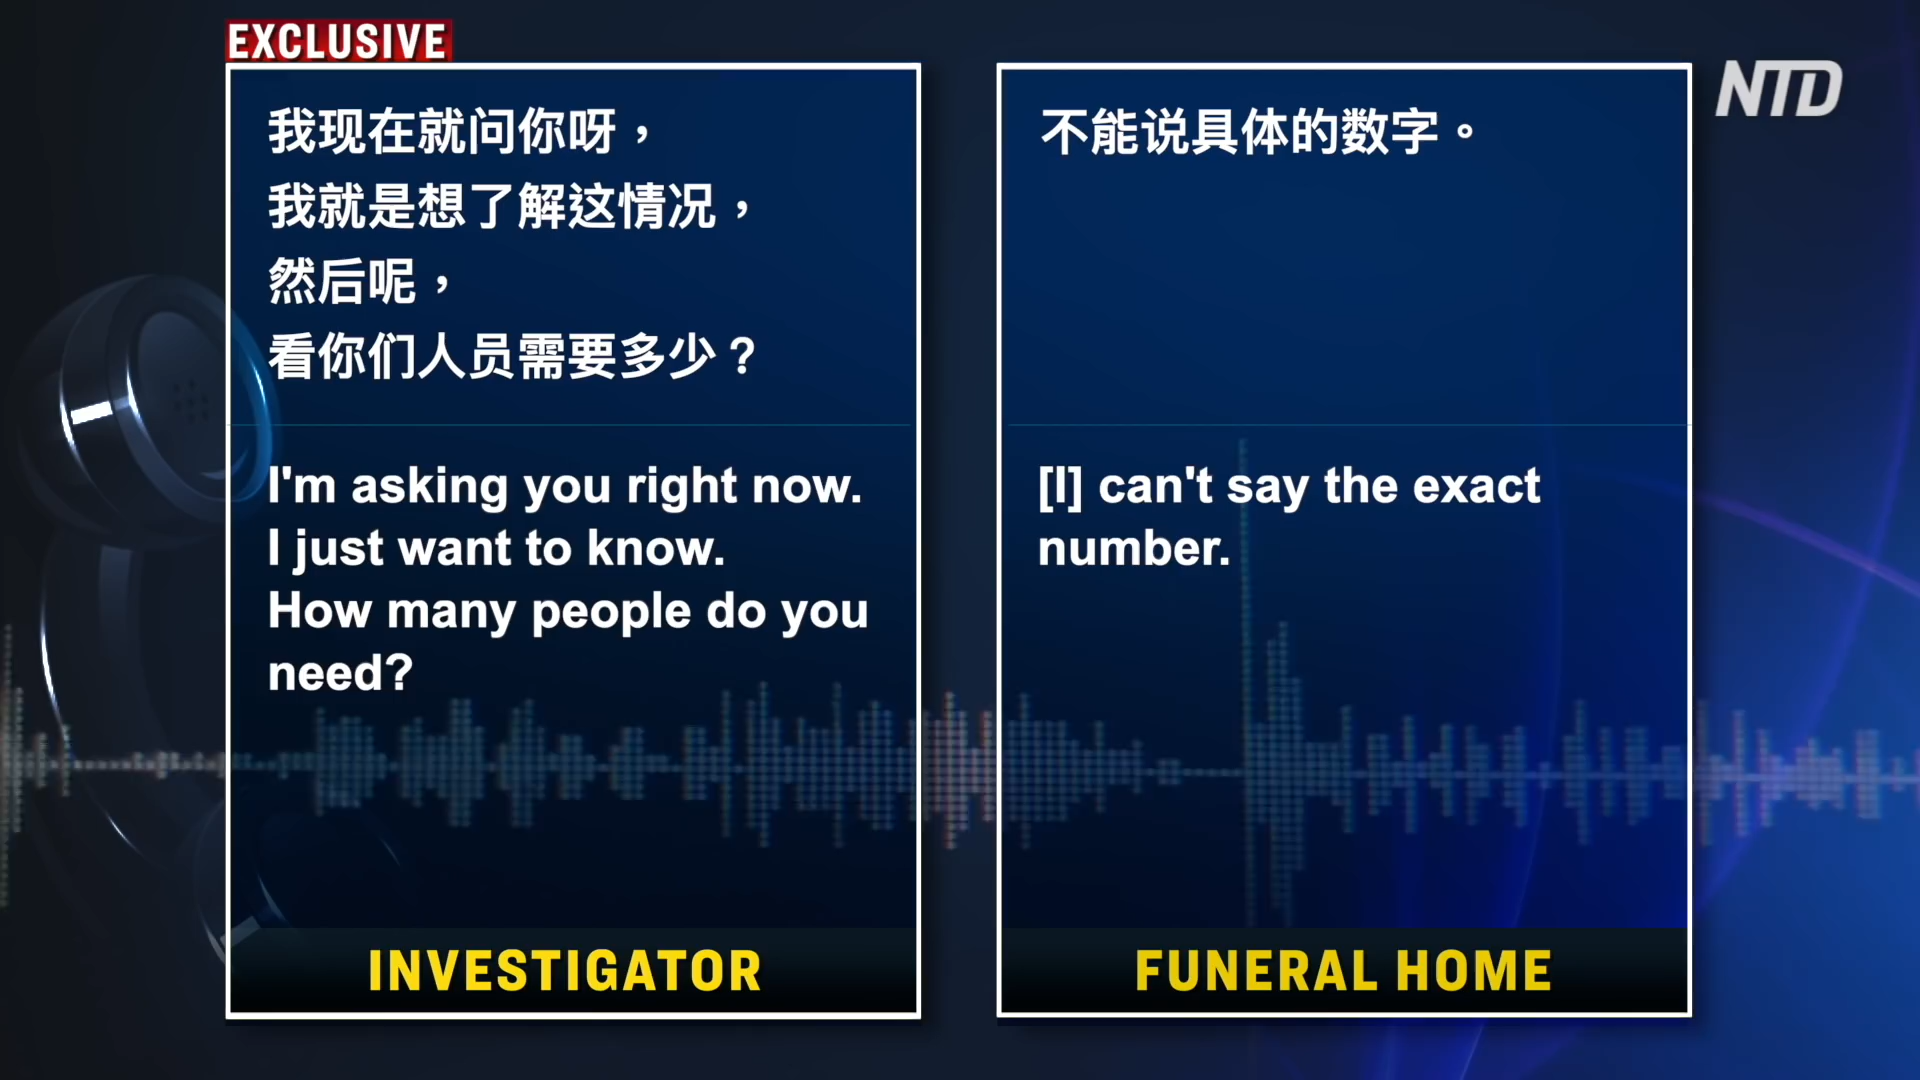 EXCLUSIVE
NTD
我现在就问你呀，
我就是想了解这情况，
然后呢，
看你们人员需要多少？
I'm asking you right now.
I just want to know.
How many people do you
need?
INVESTIGATOR
不能说具体的数字。
[I] can't say the exact
number.
FUNERAL HOME